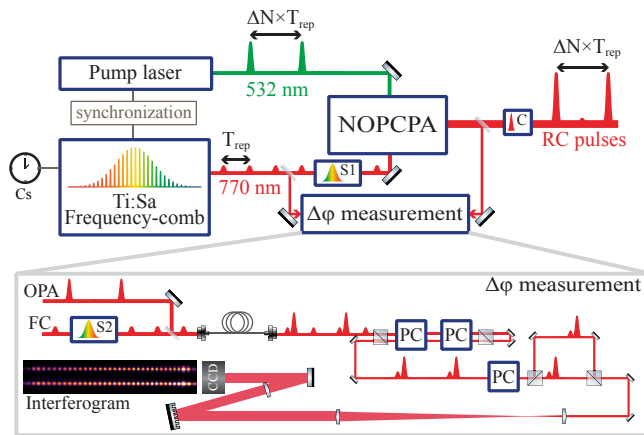 ΔN×T_rep
Pump laser
532 nm
synchronization
Cs
Ti:Sa
Frequency-comb
T_rep
770 nm
S1
NOPCPA
C
ΔN×T_rep
RC pulses
Δφ measurement
Δφ measurement
OPA
FC
S2
PC
PC
PC
CCD
Interferogram